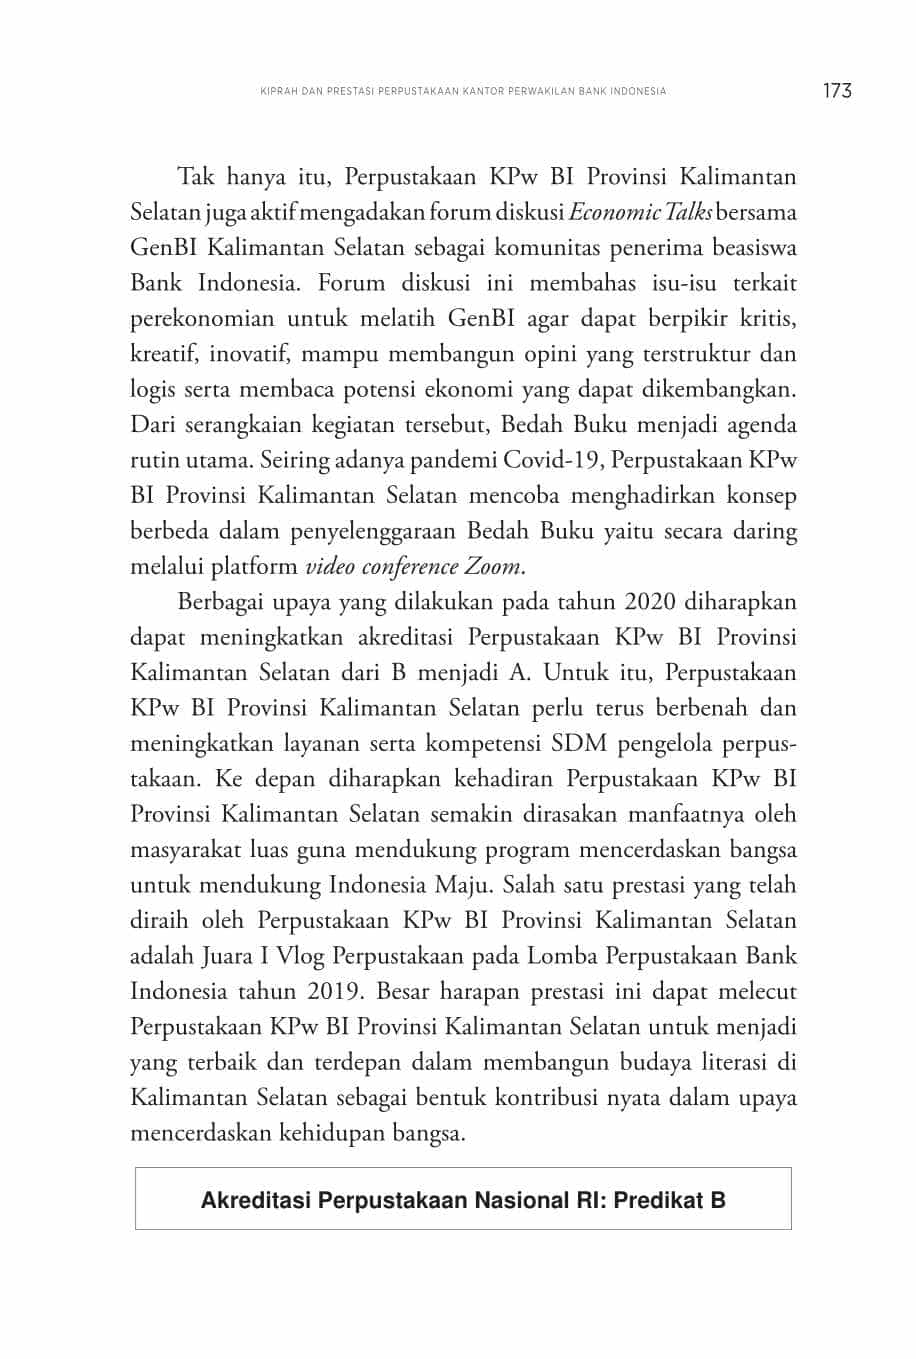 KIPRAH DAN PRESTASI PERPUSTAKAAN KANTOR PERWAKILAN BANK INDONESIA 173
Tak hanya itu, Perpustakaan KPw BI Provinsi Kalimantan
Selatan juga aktif mengadakan forum diskusi Economic Talks bersama
GenBI Kalimantan Selatan sebagai komunitas penerima beasiswa
Bank Indonesia. Forum diskusi ini membahas isu-isu terkait
perekonomian untuk melatih GenBI agar dapat berpikir kritis,
kreatif, inovatif, mampu membangun opini yang terstruktur dan
logis serta membaca potensi ekonomi yang dapat dikembangkan.
Dari serangkaian kegiatan tersebut, Bedah Buku menjadi agenda
rutin utama. Seiring adanya pandemi Covid-19, Perpustakaan KPw
BI Provinsi Kalimantan Selatan mencoba menghadirkan konsep
berbeda dalam penyelenggaraan Bedah Buku yaitu secara daring
melalui platform video conference Zoom.
Berbagai upaya yang dilakukan pada tahun 2020 diharapkan
dapat meningkatkan akreditasi Perpustakaan KPw BI Provinsi
Kalimantan Selatan dari B menjadi A. Untuk itu, Perpustakaan
KPw BI Provinsi Kalimantan Selatan perlu terus berbenah dan
meningkatkan layanan serta kompetensi SDM pengelola perpus-
takaan. Ke depan diharapkan kehadiran Perpustakaan KPw BI
Provinsi Kalimantan Selatan semakin dirasakan manfaatnya oleh
masyarakat luas guna mendukung program mencerdaskan bangsa
untuk mendukung Indonesia Maju. Salah satu prestasi yang telah
diraih oleh Perpustakaan KPw BI Provinsi Kalimantan Selatan
adalah Juara I Vlog Perpustakaan pada Lomba Perpustakaan Bank
Indonesia tahun 2019. Besar harapan prestasi ini dapat melecut
Perpustakaan KPw BI Provinsi Kalimantan Selatan untuk menjadi
yang terbaik dan terdepan dalam membangun budaya literasi di
Kalimantan Selatan sebagai bentuk kontribusi nyata dalam upaya
mencerdaskan kehidupan bangsa.
Akreditasi Perpustakaan Nasional RI: Predikat B